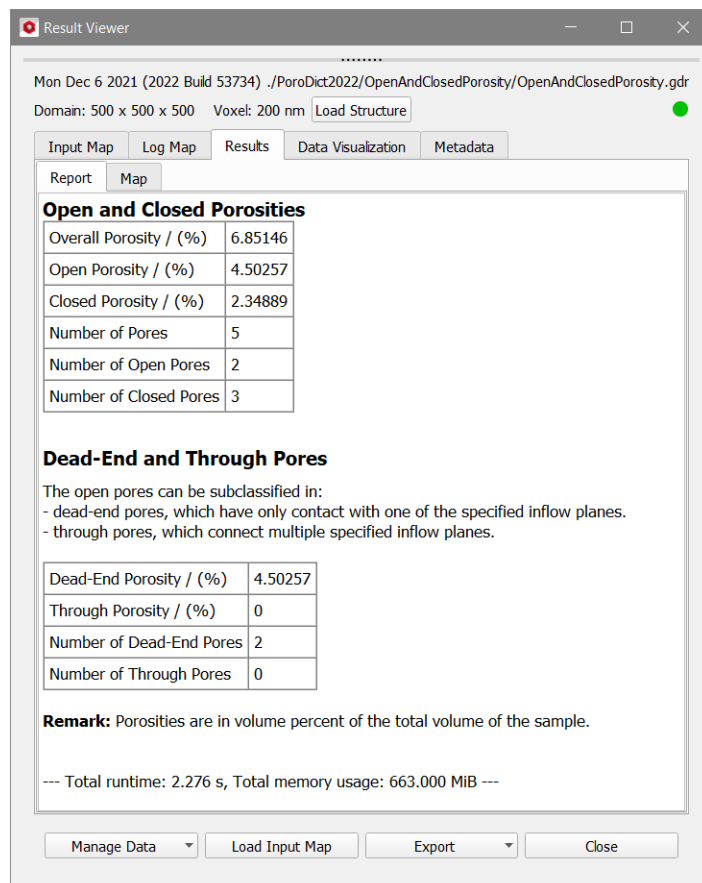 Result Viewer
Mon Dec 6 2021 (2022 Build 53734) ./PoroDict2022/OpenAndClosedPorosity/OpenAndClosedPorosity.gdr
Domain: 500 x 500 x 500 Voxel: 200 nm Load Structure
Input Map Log Map Results Data Visualization Metadata
Report Map
Open and Closed Porosities
Overall Porosity / (%) 6.85146
Open Porosity / (%) 4.50257
Closed Porosity / (%) 2.34889
Number of Pores 5
Number of Open Pores 2
Number of Closed Pores 3
Dead-End and Through Pores
The open pores can be subclassified in:
- dead-end pores, which have only contact with one of the specified inflow planes.
- through pores, which connect multiple specified inflow planes.
Dead-End Porosity / (%) 4.50257
Through Porosity / (%) 0
Number of Dead-End Pores 2
Number of Through Pores 0
Remark: Porosities are in volume percent of the total volume of the sample.
--- Total runtime: 2.276 s, Total memory usage: 663.000 MiB ---
Manage Data Load Input Map Export Close